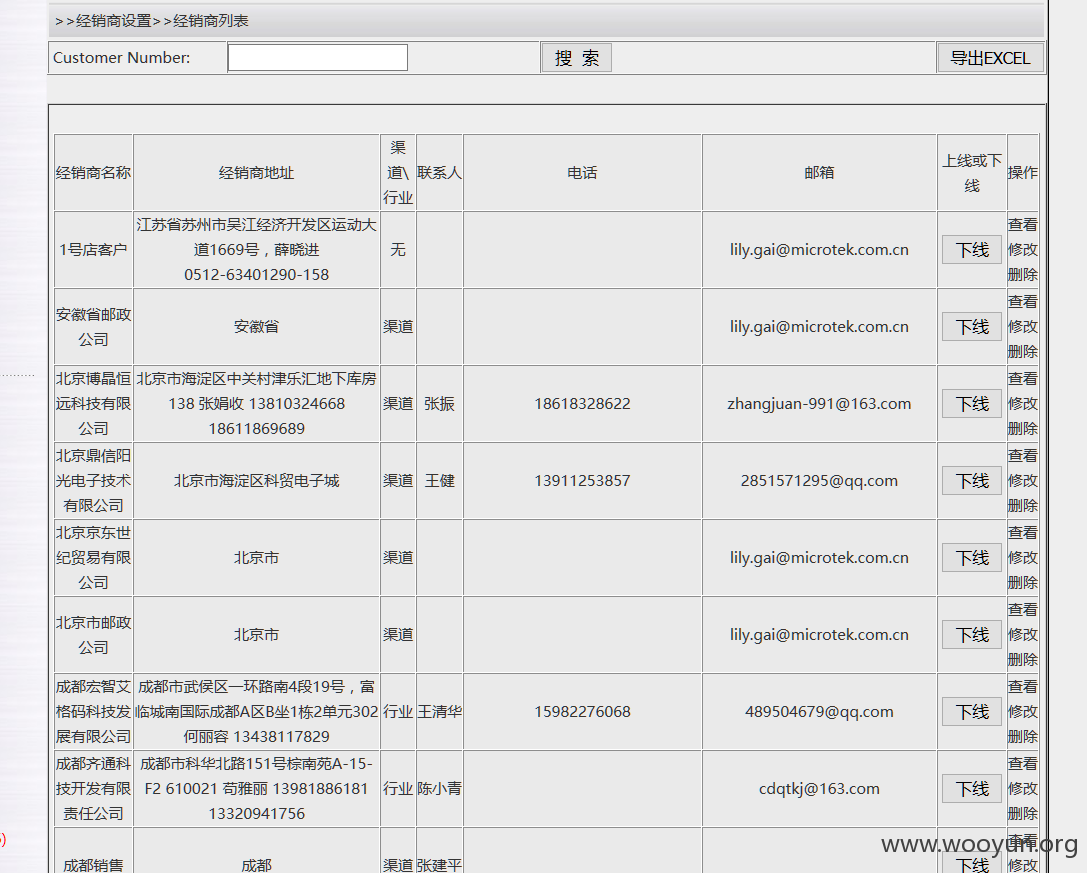 >>经销商设置>>经销商列表
Customer Number:
搜 索
导出EXCEL
经销商名称
经销商地址
渠
道\
行业
联系人
电话
邮箱
上线或下
线
操作
1号店客户
江苏省苏州市吴江经济开发区运动大
道1669号，薛晓进
0512-63401290-158
无
lily.gai@microtek.com.cn
下线
查看
修改
删除
安徽省邮政
公司
安徽省
渠道
lily.gai@microtek.com.cn
下线
查看
修改
删除
北京博晶恒
远科技有限
公司
北京市海淀区中关村津乐汇地下库房
138 张娟收 13810324668
18611869689
渠道
张振
18618328622
zhangjuan-991@163.com
下线
查看
修改
删除
北京鼎信阳
光电子技术
有限公司
北京市海淀区科贸电子城
渠道
王健
13911253857
2851571295@qq.com
下线
查看
修改
删除
北京京东世
纪贸易有限
公司
北京市
渠道
lily.gai@microtek.com.cn
下线
查看
修改
删除
北京市邮政
公司
北京市
渠道
lily.gai@microtek.com.cn
下线
查看
修改
删除
成都宏智艾
格码科技发
展有限公司
成都市武侯区一环路南4段19号，富
临城南国际成都A区B坐1栋2单元302
何丽容 13438117829
行业
王清华
15982276068
489504679@qq.com
下线
查看
修改
删除
成都齐通科
技开发有限
责任公司
成都市科华北路151号棕南苑A-15-
F2 610021 苟雅丽 13981886181
13320941756
行业
陈小青
cdqtkj@163.com
下线
查看
修改
删除
成都销售
成都
渠道
张建平
下线
查看
修改
www.wooyun.org